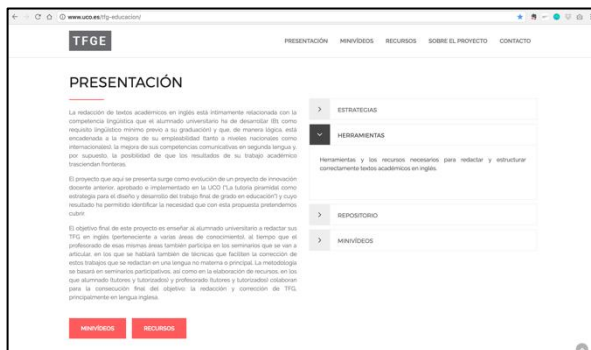 www.uco.es/tfg-educacion/
TFGE
PRESENTACIÓN MINIVÍDEOS RECURSOS SOBRE EL PROYECTO CONTACTO
PRESENTACIÓN
La redacción de textos académicos en inglés está íntimamente relacionada con la
competencia lingüística que el alumnado universitario ha de desarrollar (B1 como
requisito lingüístico mínimo previo a su graduación) y que, de manera lógica, está
encadenada a la mejora de su empleabilidad (tanto a niveles nacionales como
internacionales), la mejora de sus competencias comunicativas en segunda lengua y,
por supuesto, la posibilidad de que los resultados de su trabajo académico
trasciendan fronteras.
El proyecto que aquí se presenta surge como evolución de un proyecto de innovación
docente anterior, aprobado e implementado en la UCO ("La tutoría piramidal como
estrategia para el diseño y desarrollo del trabajo final de grado en educación") y cuyo
resultado ha permitido identificar la necesidad que con esta propuesta pretendemos
cubrir.
El objetivo final de este proyecto es enseñar al alumnado universitario a redactar sus
TFG en inglés (perteneciente a varias áreas de conocimiento), al tiempo que el
profesorado de esas mismas áreas también participa en los seminarios que se van a
articular, en los que se hablará también de técnicas que faciliten la corrección de
estos trabajos que se redactan en una lengua no materna o principal. La metodología
se basará en seminarios participativos, así como en la elaboración de recursos, en los
que alumnado (tutores y tutorizados) y profesorado (tutores y tutorizados) colaboran
para la consecución final del objetivo: la redacción y corrección de TFG,
principalmente en lengua inglesa.
MINIVÍDEOS RECURSOS
ESTRATEGIAS
HERRAMIENTAS
Herramientas y los recursos necesarios para redactar y estructurar
correctamente textos académicos en inglés.
REPOSITORIO
MINIVÍDEOS